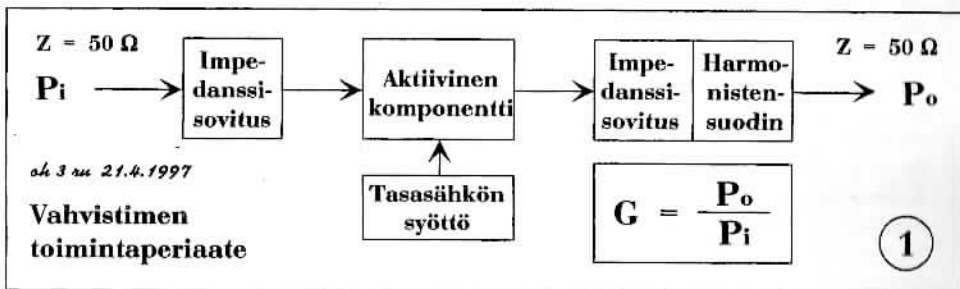 Z = 50 Ω
Pi
Impe-
danssi-
sovitus
Aktiivinen
komponentti
Impe-
danssi-
sovitus
Harmo-
nisten-
suodin
Z = 50 Ω
Po
oh 3 ru 21.4.1997
Vahvistimen
toimintaperiaate
Tasasähkön
syöttö
G = Po
Pi
1